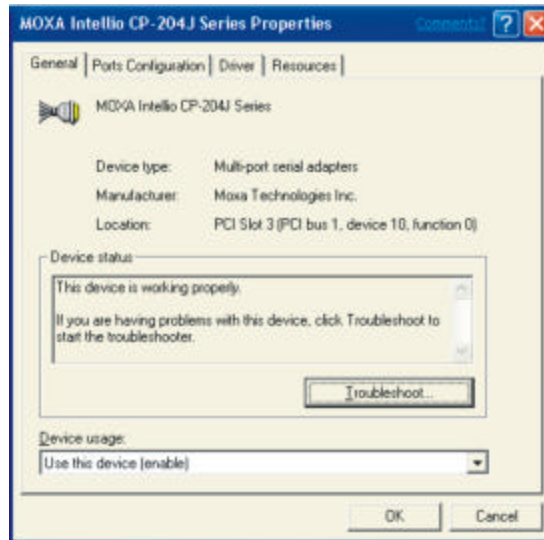 MOXA Intellio CP-204J Series Properties
Comments?
General Ports Configuration Driver Resources
MOXA Intellio CP-204J Series
Device type: Multi-port serial adapters
Manufacturer: Moxa Technologies Inc.
Location: PCI Slot 3 (PCI bus 1, device 10, function 0)
Device status
This device is working properly.
If you are having problems with this device, click Troubleshoot to
start the troubleshooter.
Troubleshoot...
Device usage:
Use this device (enable)
OK Cancel